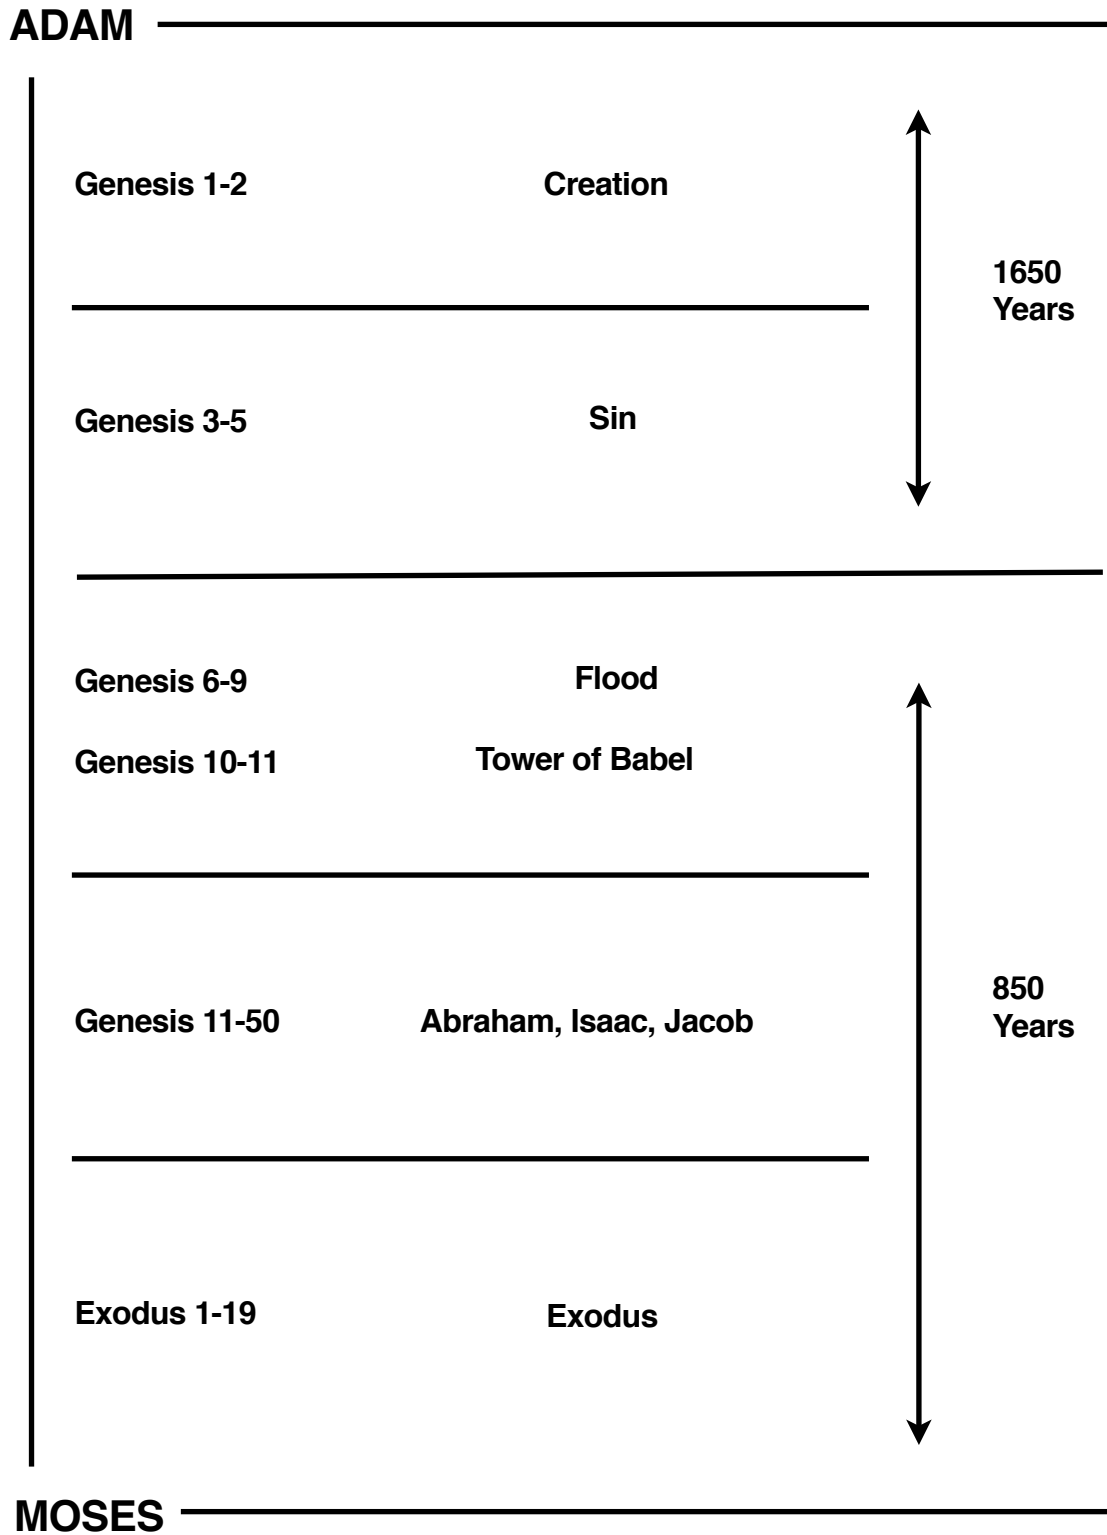 ADAM
Genesis 1-2 Creation
1650
Years
Genesis 3-5 Sin
Genesis 6-9 Flood
Genesis 10-11 Tower of Babel
850
Years
Genesis 11-50 Abraham, Isaac, Jacob
Exodus 1-19 Exodus
MOSES